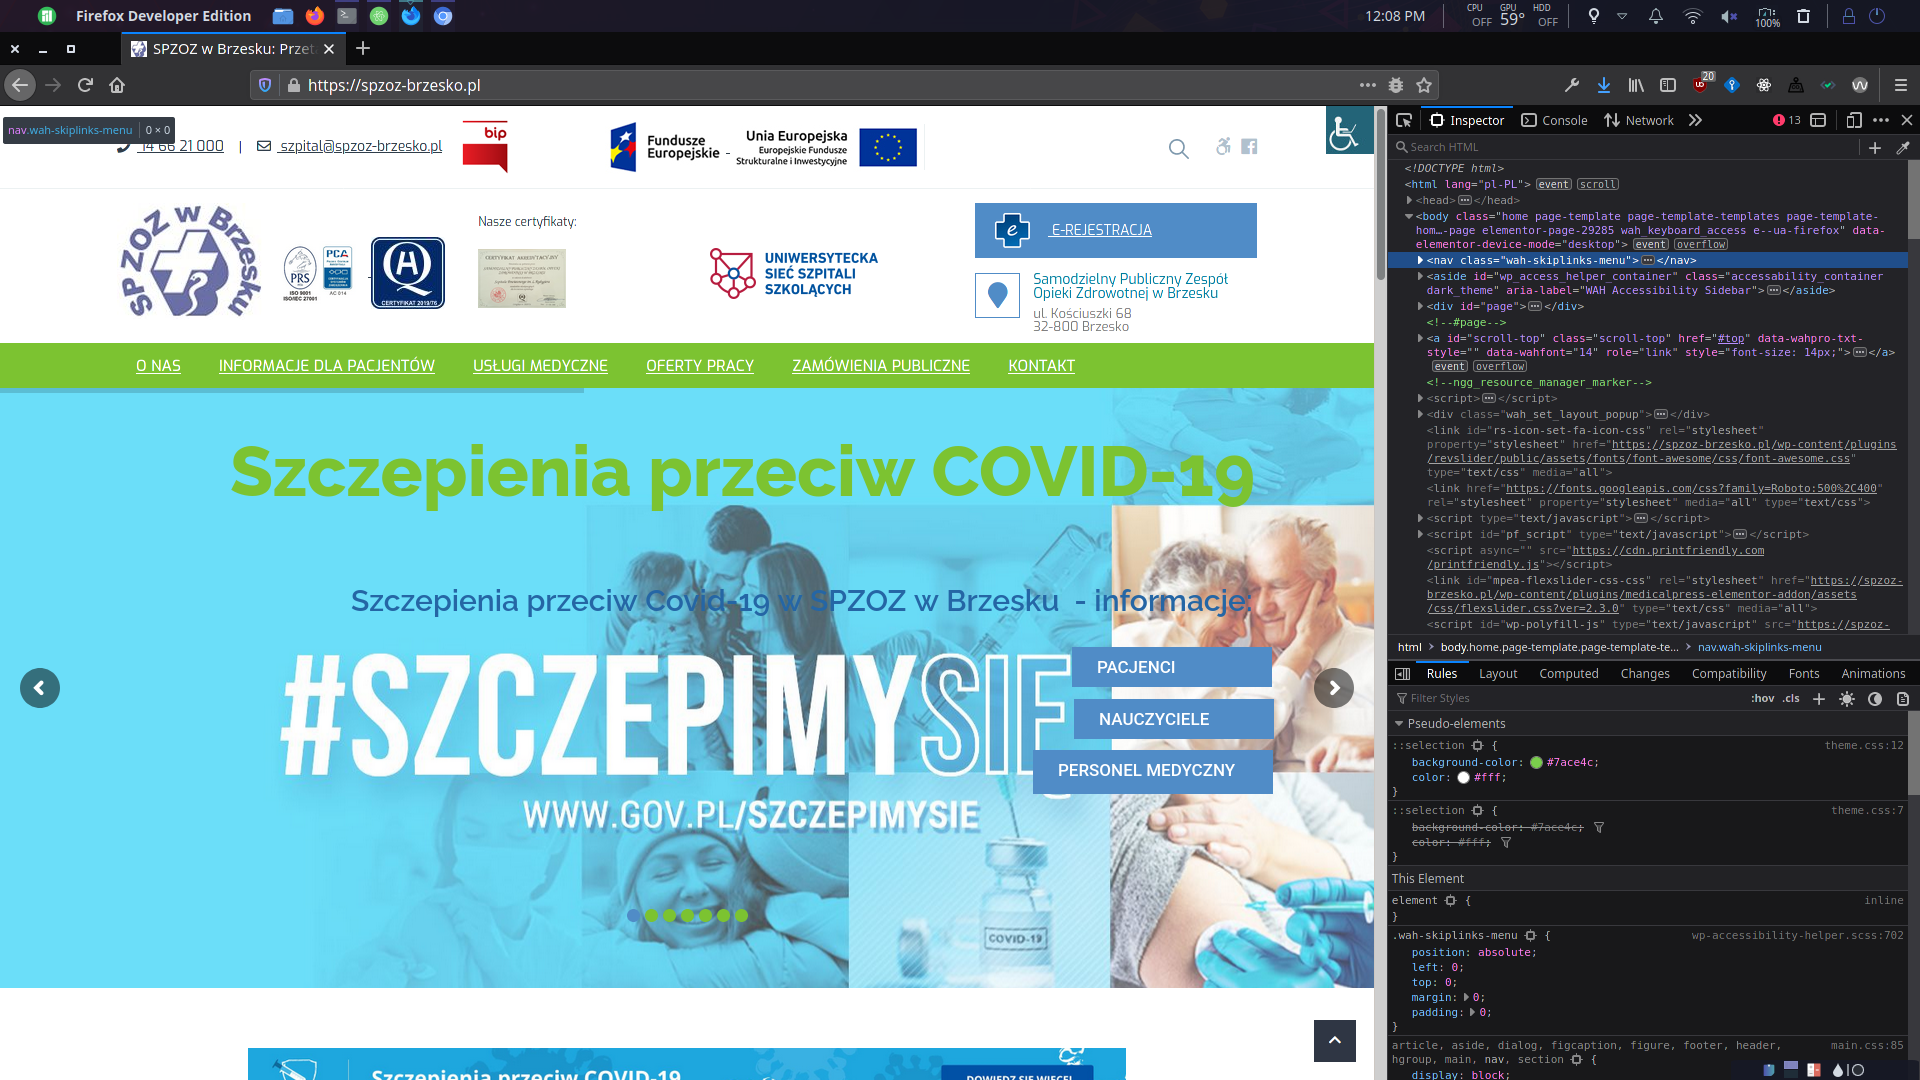 Firefox Developer Edition
12:08 PM
CPU OFF GPU 59° HDD OFF
100%
SPZOZ w Brzesku: Przet
https://spzoz-brzesko.pl
20
nav.wah-skiplinks-menu 0 × 0
14 66 21 000 | szpital@spzoz-brzesko.pl
bip
Fundusze
Europejskie
Unia Europejska
Europejskie Fundusze
Strukturalne i Inwestycyjne
SP ZOZ w Brzesku
PRS
ISO 9001
ISO/IEC 27001
PCA
AC 014
CERTYFIKAT 2019/76
Nasze certyfikaty:
CERTYFIKAT AKREDYTACYJNY
UNIWERSYTECKA
SIEĆ SZPITALI
SZKOLĄCYCH
E-REJESTRACJA
Samodzielny Publiczny Zespół
Opieki Zdrowotnej w Brzesku
ul. Kościuszki 68
32-800 Brzesko
O NAS INFORMACJE DLA PACJENTÓW USŁUGI MEDYCZNE OFERTY PRACY ZAMÓWIENIA PUBLICZNE KONTAKT
Szczepienia przeciw COVID-19
Szczepienia przeciw Covid-19 w SPZOZ w Brzesku - informacje:
#SZCZEPIMYSIĘ
PACJENCI
NAUCZYCIELE
PERSONEL MEDYCZNY
WWW.GOV.PL/SZCZEPIMYSIE
COVID-19
Szczepienia przeciw COVID-19
DOWIEDZ SIĘ WIĘCEJ
Inspector Console Network 13
Search HTML
<!DOCTYPE html>
<html lang="pl-PL"> event scroll
<head></head>
<body class="home page-template page-template-templates page-template-
hom…-page elementor-page-29285 wah_keyboard_access e--ua-firefox" data-
elementor-device-mode="desktop"> event overflow
<nav class="wah-skiplinks-menu"></nav>
<aside id="wp_access_helper_container" class="accessability_container
dark_theme" aria-label="WAH Accessibility Sidebar"></aside>
<div id="page"></div>
<!--#page-->
<a id="scroll-top" class="scroll-top" href="#top" data-wahpro-txt-
style="" data-wahfont="14" role="link" style="font-size: 14px;"></a>
event overflow
<!--ngg_resource_manager_marker-->
<script></script>
<div class="wah_set_layout_popup"></div>
<link id="rs-icon-set-fa-icon-css" rel="stylesheet"
property="stylesheet" href="https://spzoz-brzesko.pl/wp-content/plugins
/revslider/public/assets/fonts/font-awesome/css/font-awesome.css"
type="text/css" media="all">
<link href="https://fonts.googleapis.com/css?family=Roboto:500%2C400"
rel="stylesheet" property="stylesheet" media="all" type="text/css">
<script type="text/javascript"></script>
<script id="pf_script" type="text/javascript"></script>
<script async="" src="https://cdn.printfriendly.com
/printfriendly.js"></script>
<link id="mpea-flexslider-css-css" rel="stylesheet" href="https://spzoz-
brzesko.pl/wp-content/plugins/medicalpress-elementor-addon/assets
/css/flexslider.css?ver=2.3.0" type="text/css" media="all">
<script id="wp-polyfill-js" type="text/javascript" src="https://spzoz-
html > body.home.page-template.page-template-te… > nav.wah-skiplinks-menu
Rules Layout Computed Changes Compatibility Fonts Animations
Filter Styles :hov .cls
Pseudo-elements
::selection { theme.css:12
background-color: #7ace4c;
color: #fff;
}
::selection { theme.css:7
background-color: #7ace4c;
color: #fff;
}
This Element
element { inline
}
.wah-skiplinks-menu { wp-accessibility-helper.scss:702
position: absolute;
left: 0;
top: 0;
margin: 0;
padding: 0;
}
article, aside, dialog, figcaption, figure, footer, header, main.css:85
hgroup, main, nav, section {
display: block;